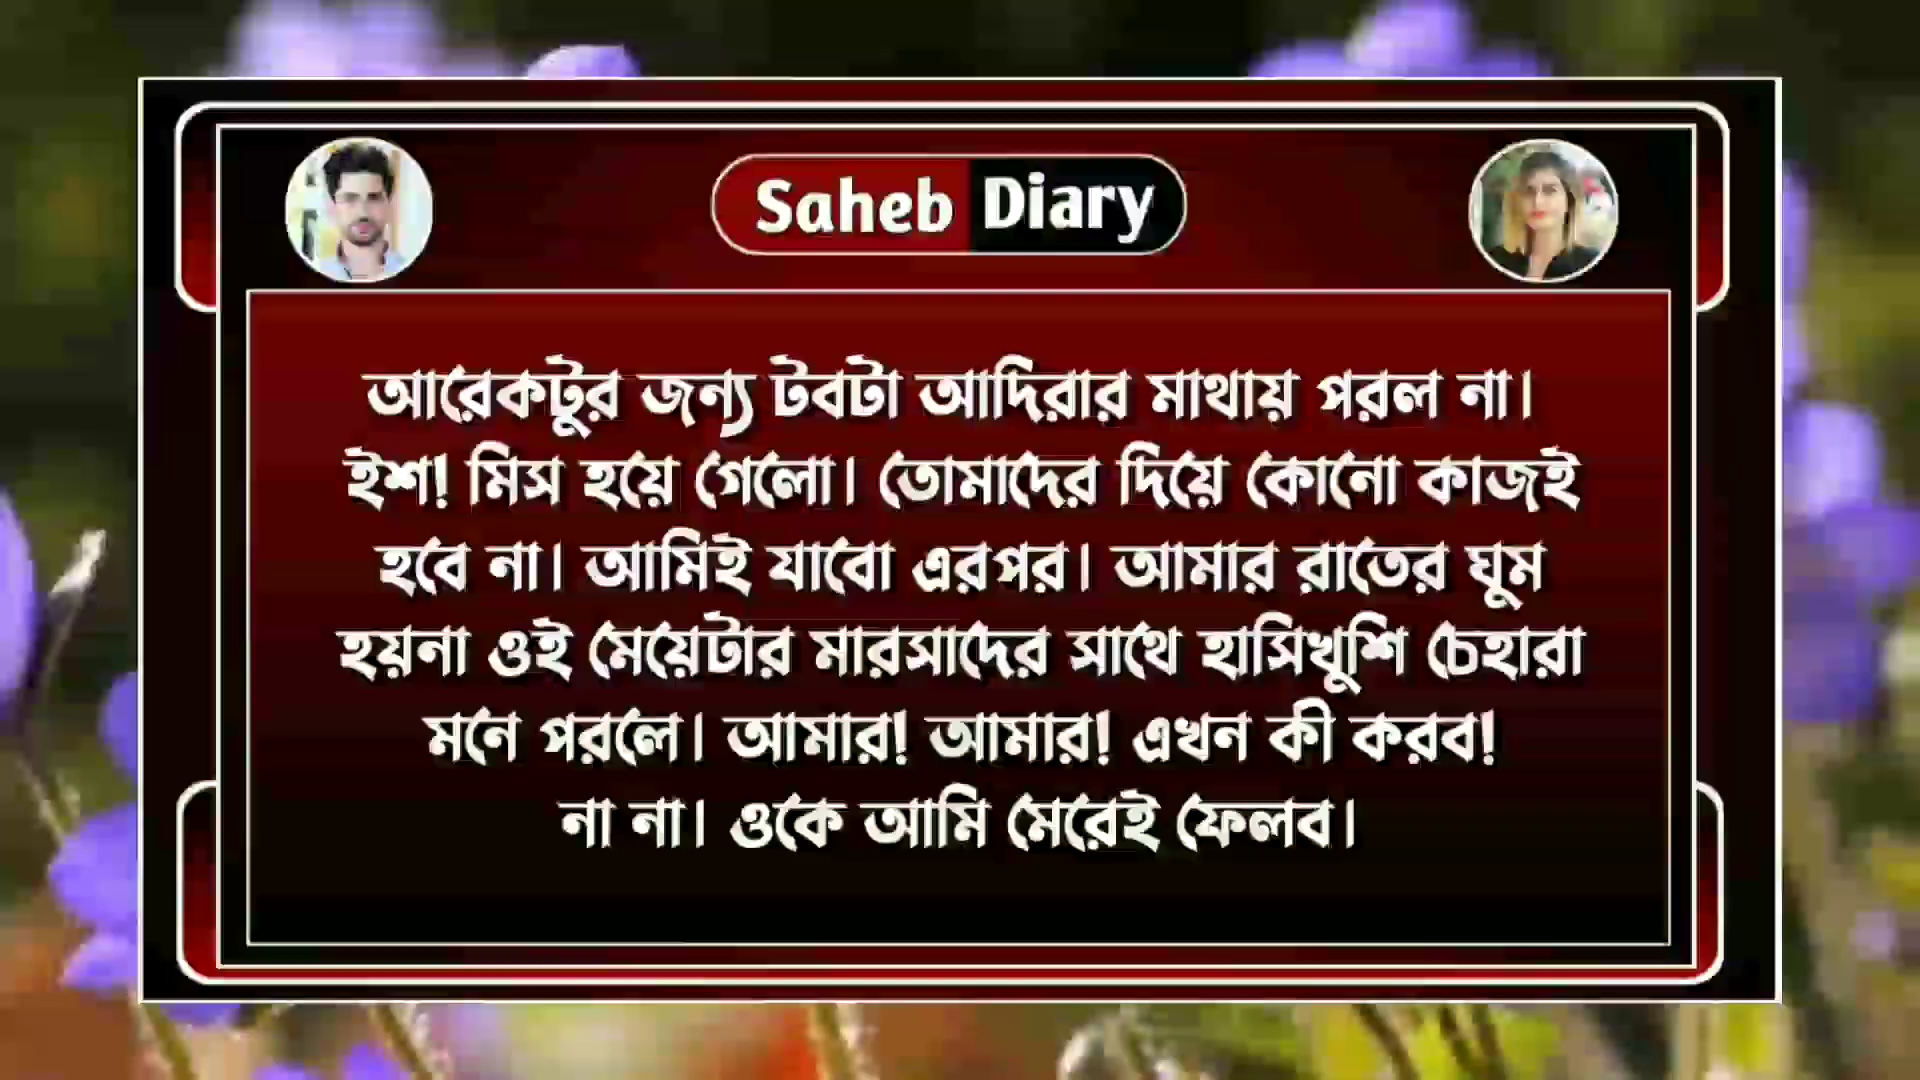 Saheb Diary
আরেকটুর জন্য টবটা আদিরার মাথায় পরল না।
ইশ! মিস হয়ে গেলো। তোমাদের দিয়ে কোনো কাজই
হবে না। আমিই যাবো এরপর। আমার রাতের ঘুম
হয়না ওই মেয়েটার মারসাদের সাথে হাসিখুশি চেহারা
মনে পরলে। আমার! আমার! এখন কী করব!
না না। ওকে আমি মেরেই ফেলব।